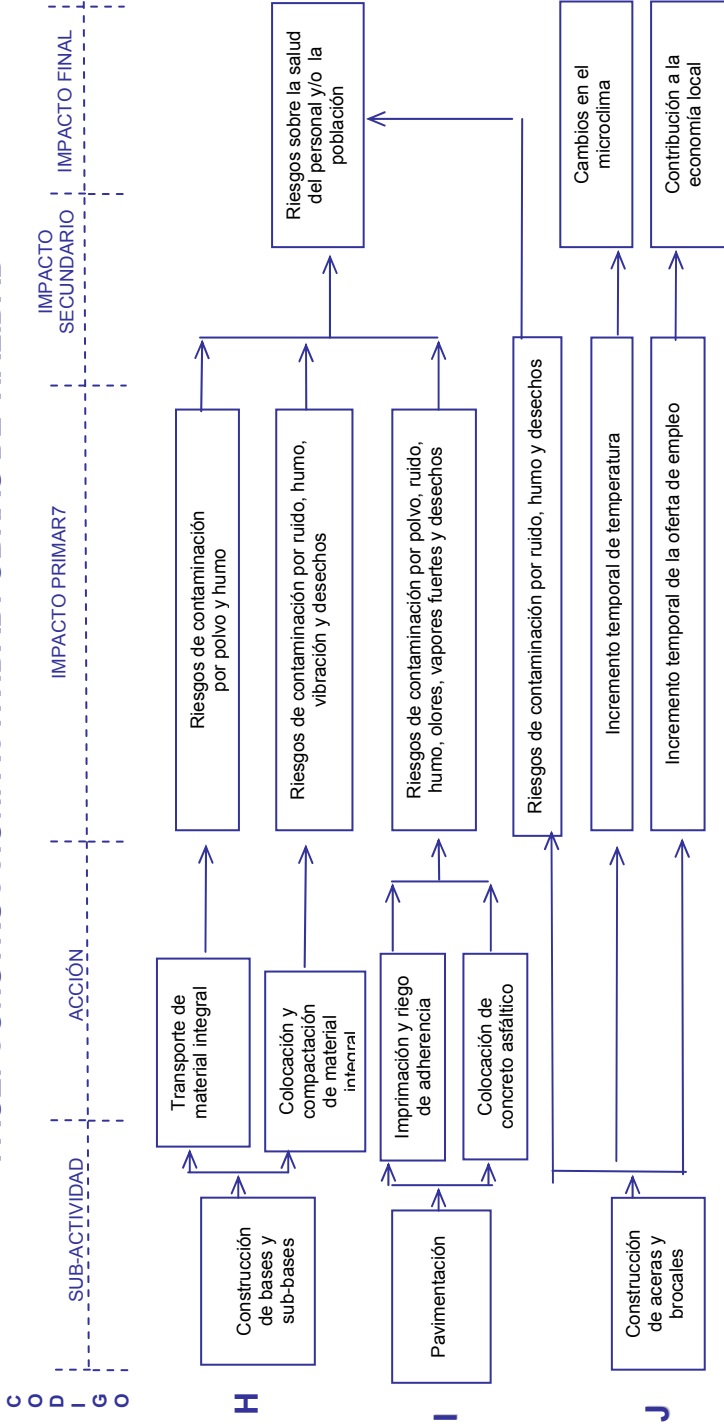 C
O
D
I
G
O
SUB-ACTIVIDAD
ACCIÓN
IMPACTO PRIMAR7
IMPACTO
SECUNDARIO
IMPACTO FINAL
H
Construcción
de bases y
sub-bases
Transporte de
material integral
Colocación y
compactación
de material
integral
Riesgos de contaminación
por polvo y humo
Riesgos de contaminación por ruido, humo,
vibración y desechos
Riesgos sobre la salud
del personal y/o la
población
I
Pavimentación
Imprimación y riego
de adherencia
Colocación de
concreto asfáltico
Riesgos de contaminación por polvo, ruido,
humo, olores, vapores fuertes y desechos
J
Construcción
de aceras y
brocales
Riesgos de contaminación por ruido, humo y desechos
Incremento temporal de temperatura
Cambios en el
microclima
Incremento temporal de la oferta de empleo
Contribución a la
economía local